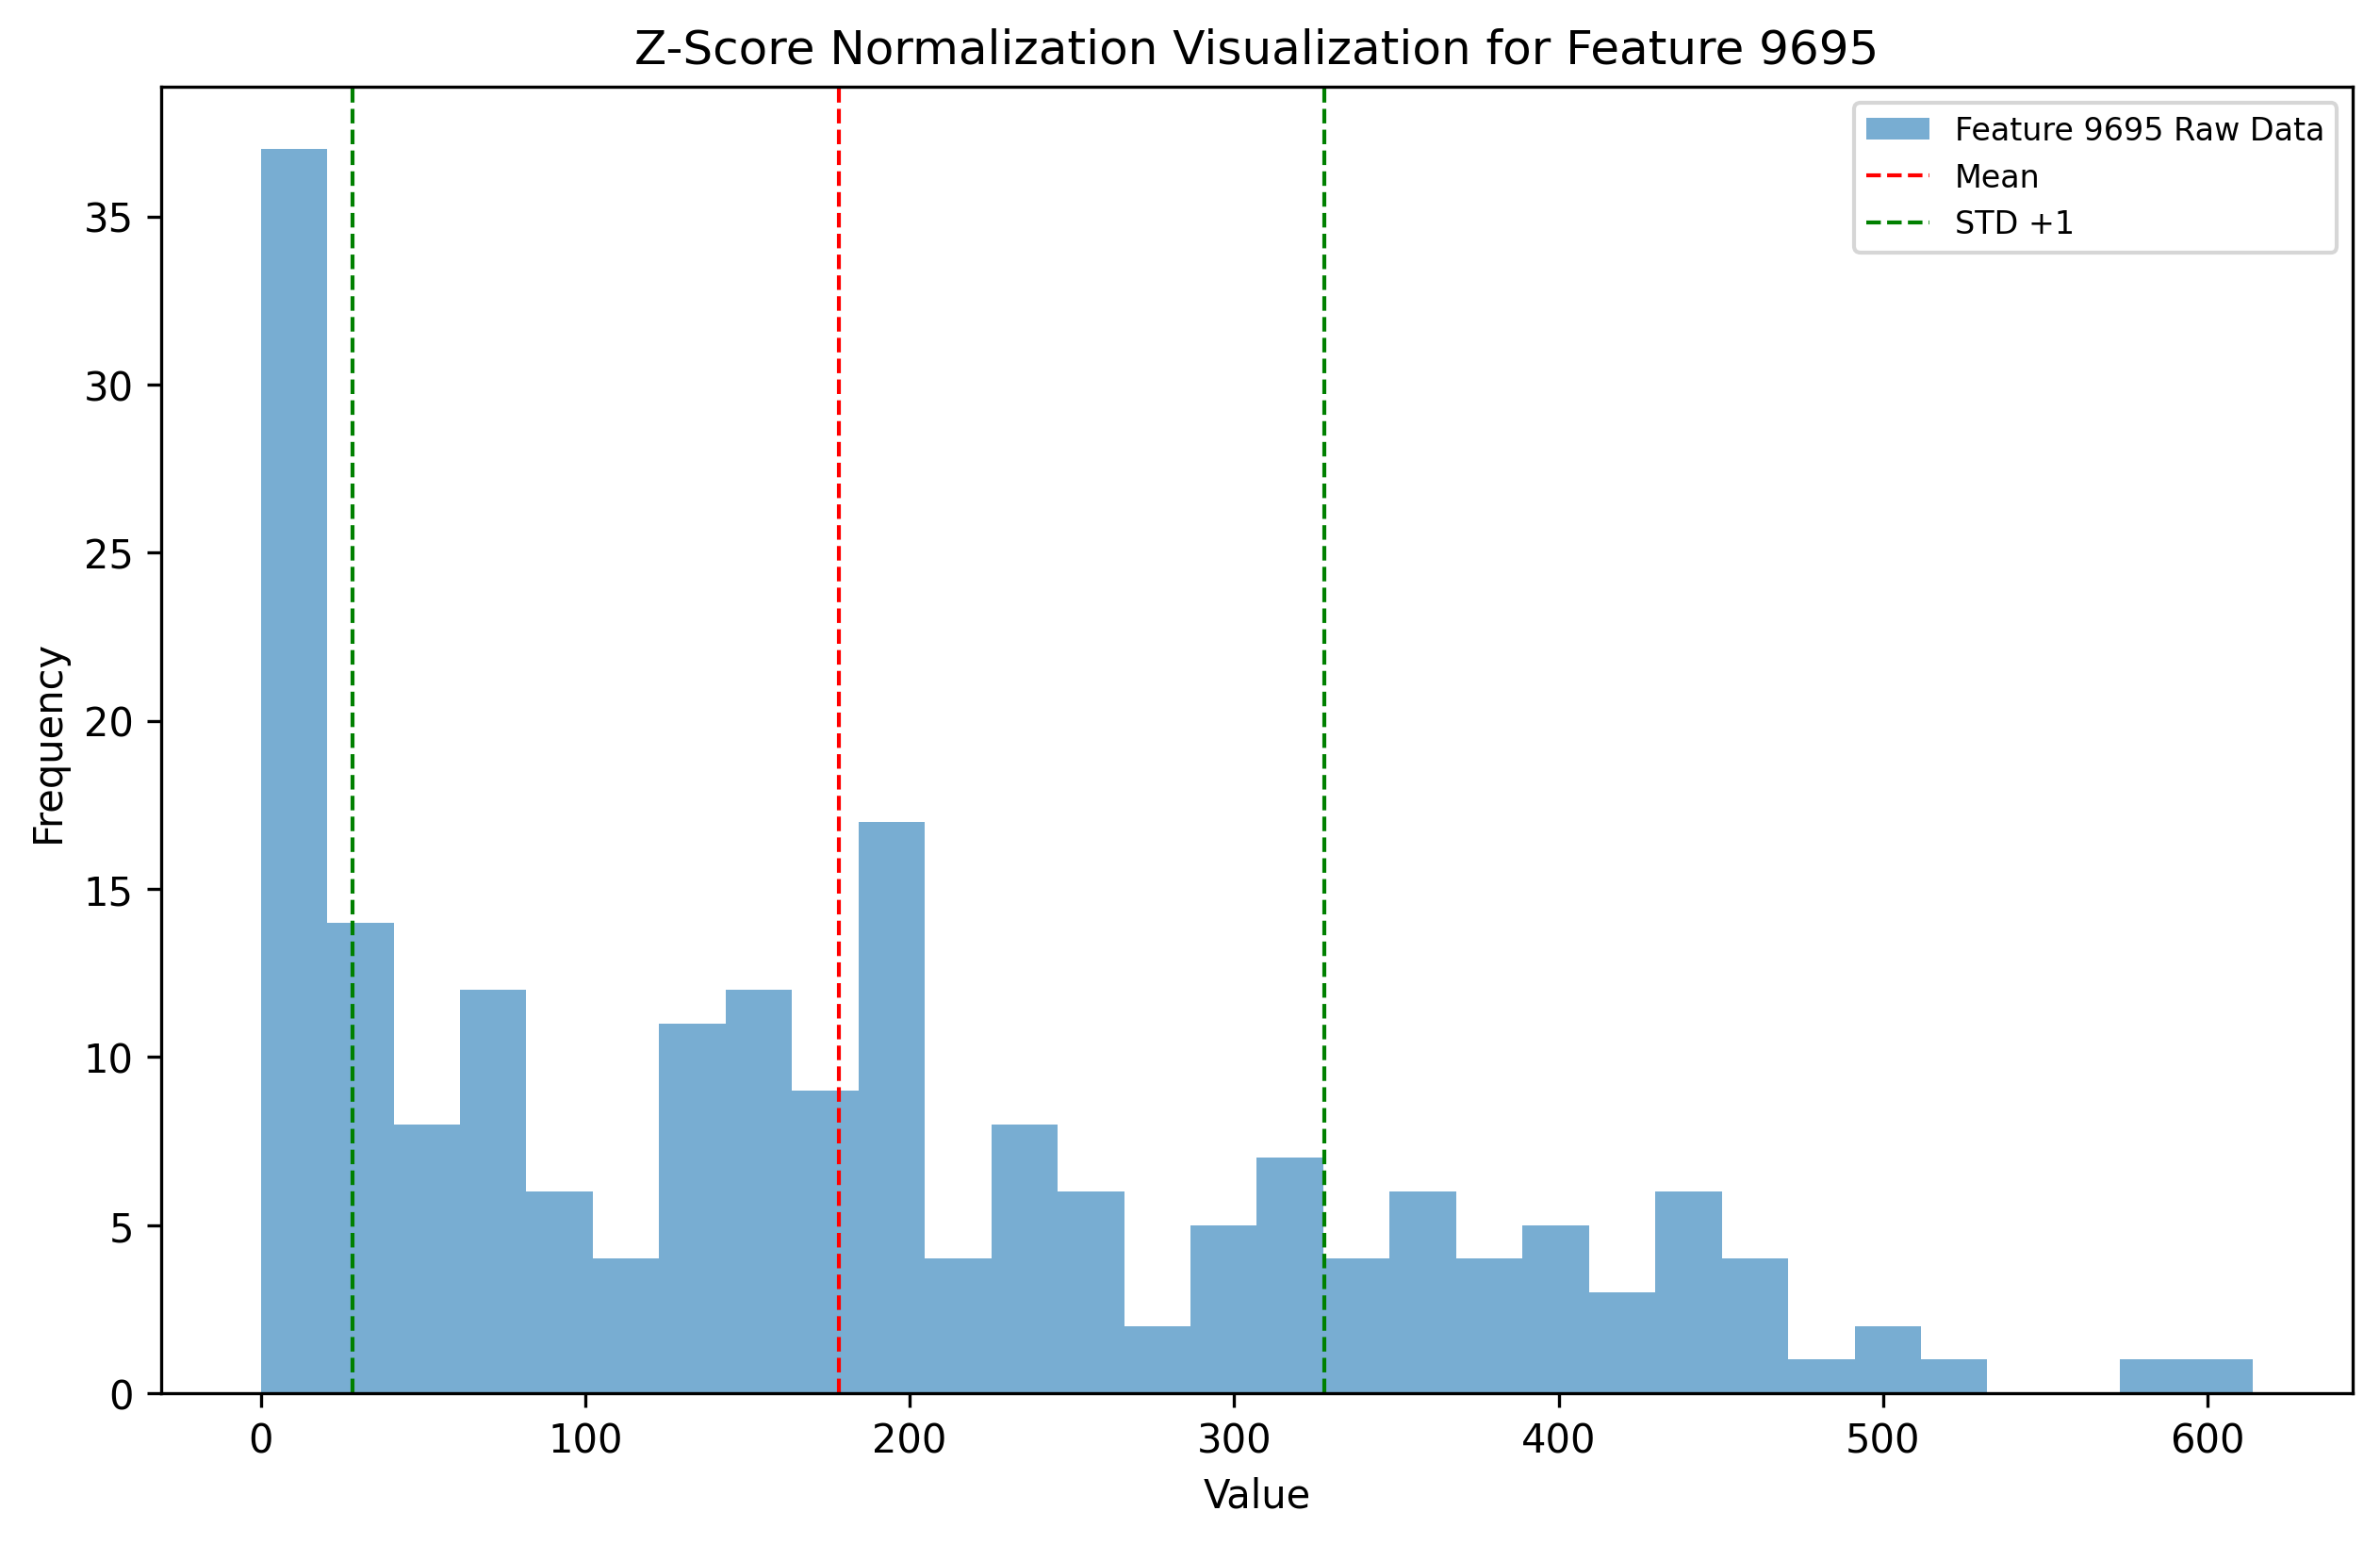 Z-Score Normalization Visualization for Feature 9695
Feature 9695 Raw Data
Mean
STD +1
35
30
25
20
15
10
5
0
Frequency
0 100 200 300 400 500 600
Value